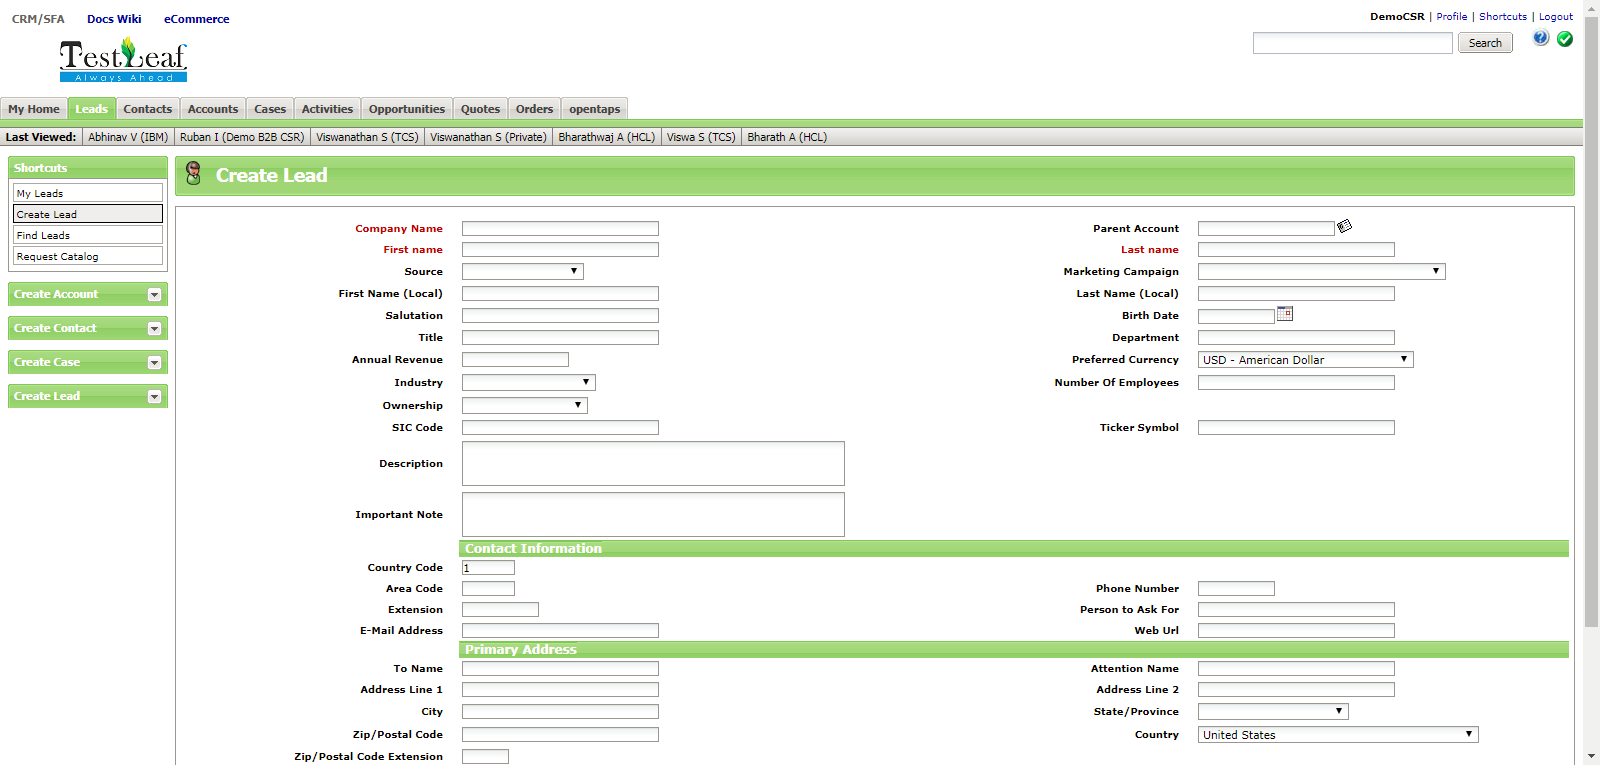 CRM/SFA Docs Wiki eCommerce
DemoCSR | Profile | Shortcuts | Logout
TestLeaf
Always Ahead
Search
My Home Leads Contacts Accounts Cases Activities Opportunities Quotes Orders opentaps
Last Viewed: Abhinav V (IBM) Ruban I (Demo B2B CSR) Viswanathan S (TCS) Viswanathan S (Private) Bharathwaj A (HCL) Viswa S (TCS) Bharath A (HCL)
Shortcuts
My Leads
Create Lead
Find Leads
Request Catalog
Create Account
Create Contact
Create Case
Create Lead
Create Lead
Company Name Parent Account
First name Last name
Source Marketing Campaign
First Name (Local) Last Name (Local)
Salutation Birth Date
Title Department
Annual Revenue Preferred Currency USD - American Dollar
Industry Number Of Employees
Ownership
SIC Code Ticker Symbol
Description
Important Note
Contact Information
Country Code 1
Area Code Phone Number
Extension Person to Ask For
E-Mail Address Web Url
Primary Address
To Name Attention Name
Address Line 1 Address Line 2
City State/Province
Zip/Postal Code Country United States
Zip/Postal Code Extension